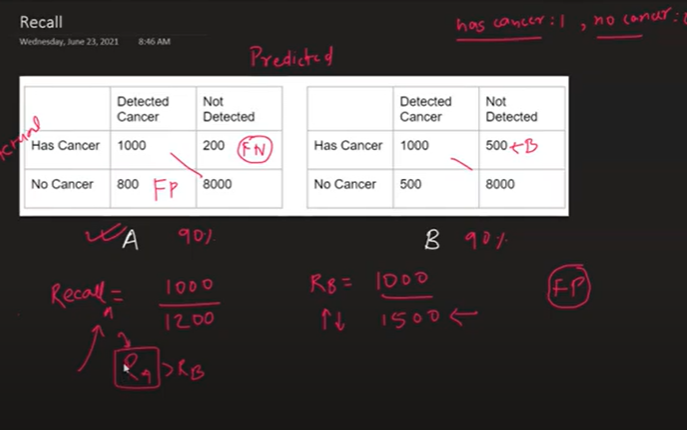 Recall
Wednesday, June 23, 2021 8:46 AM
has cancer : 1 , no cancer :
Predicted
Detected Cancer Not Detected
Has Cancer 1000 200 FN
No Cancer 800 FP 8000
Detected Cancer Not Detected
Has Cancer 1000 500 ← B
No Cancer 500 8000
A 90%
B 90%
Recall = 1000
1200
RB = 1000
↑↓ 1500 ←
FP
> RB